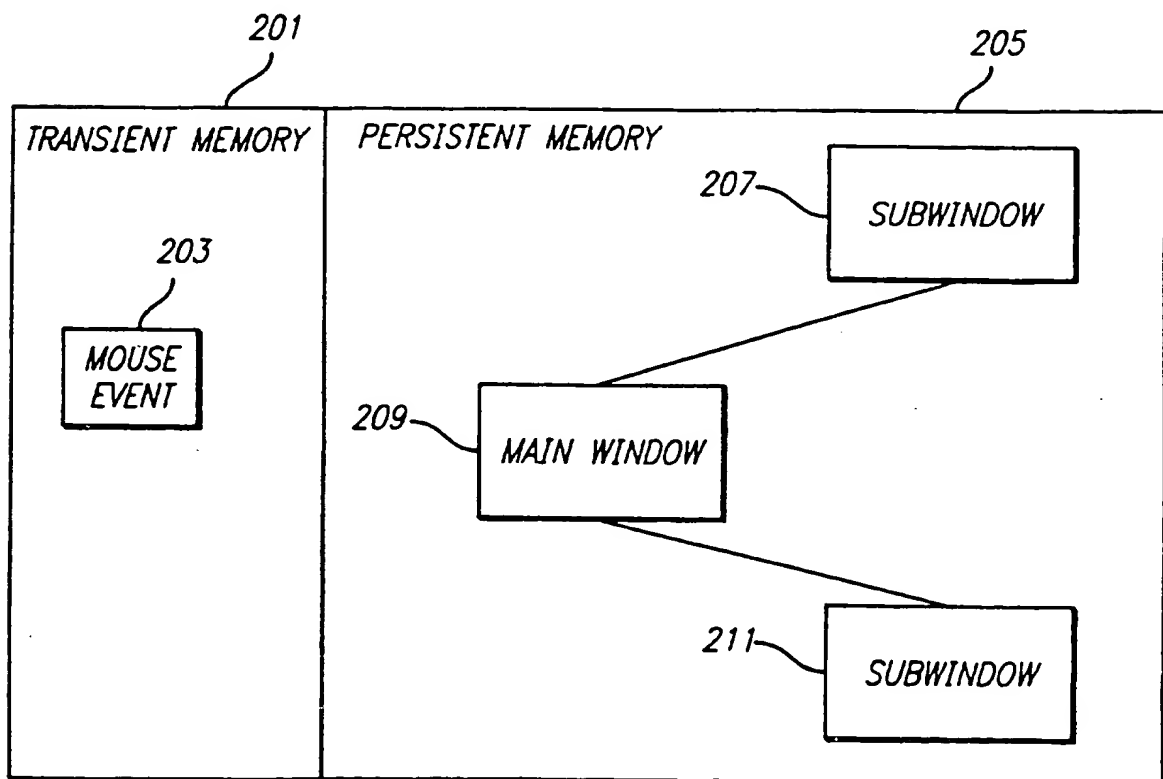 201
205
TRANSIENT MEMORY
PERSISTENT MEMORY
207
SUBWINDOW
203
MOUSE
EVENT
209
MAIN WINDOW
211
SUBWINDOW